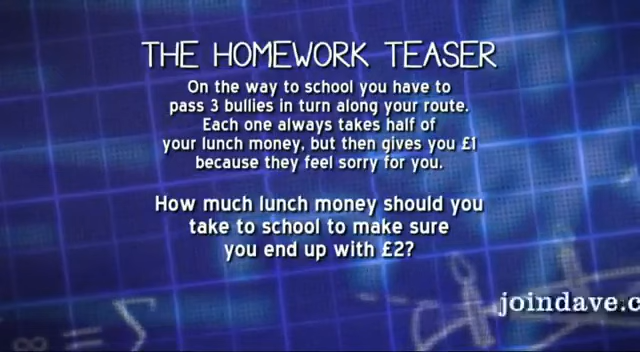 THE HOMEWORK TEASER
On the way to school you have to
pass 3 bullies in turn along your route.
Each one always takes half of
your lunch money, but then gives you £1
because they feel sorry for you.
How much lunch money should you
take to school to make sure
you end up with £2?
joindave.c
∞ = Σ